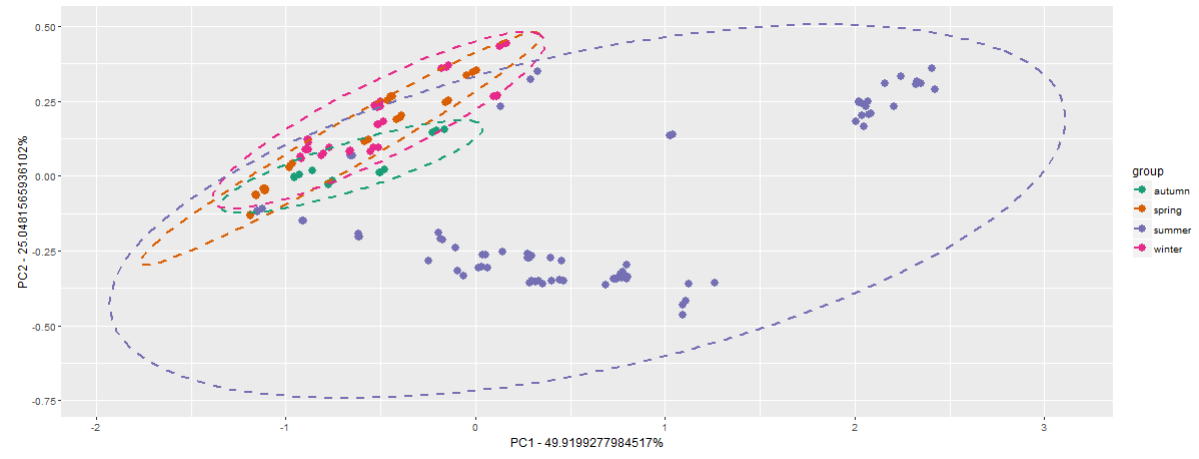 0.50
0.25
0.00
-0.25
-0.50
-0.75
PC2 - 25.0481565936102%
-2
-1
0
1
2
3
PC1 - 49.9199277984517%
group
autumn
spring
summer
winter